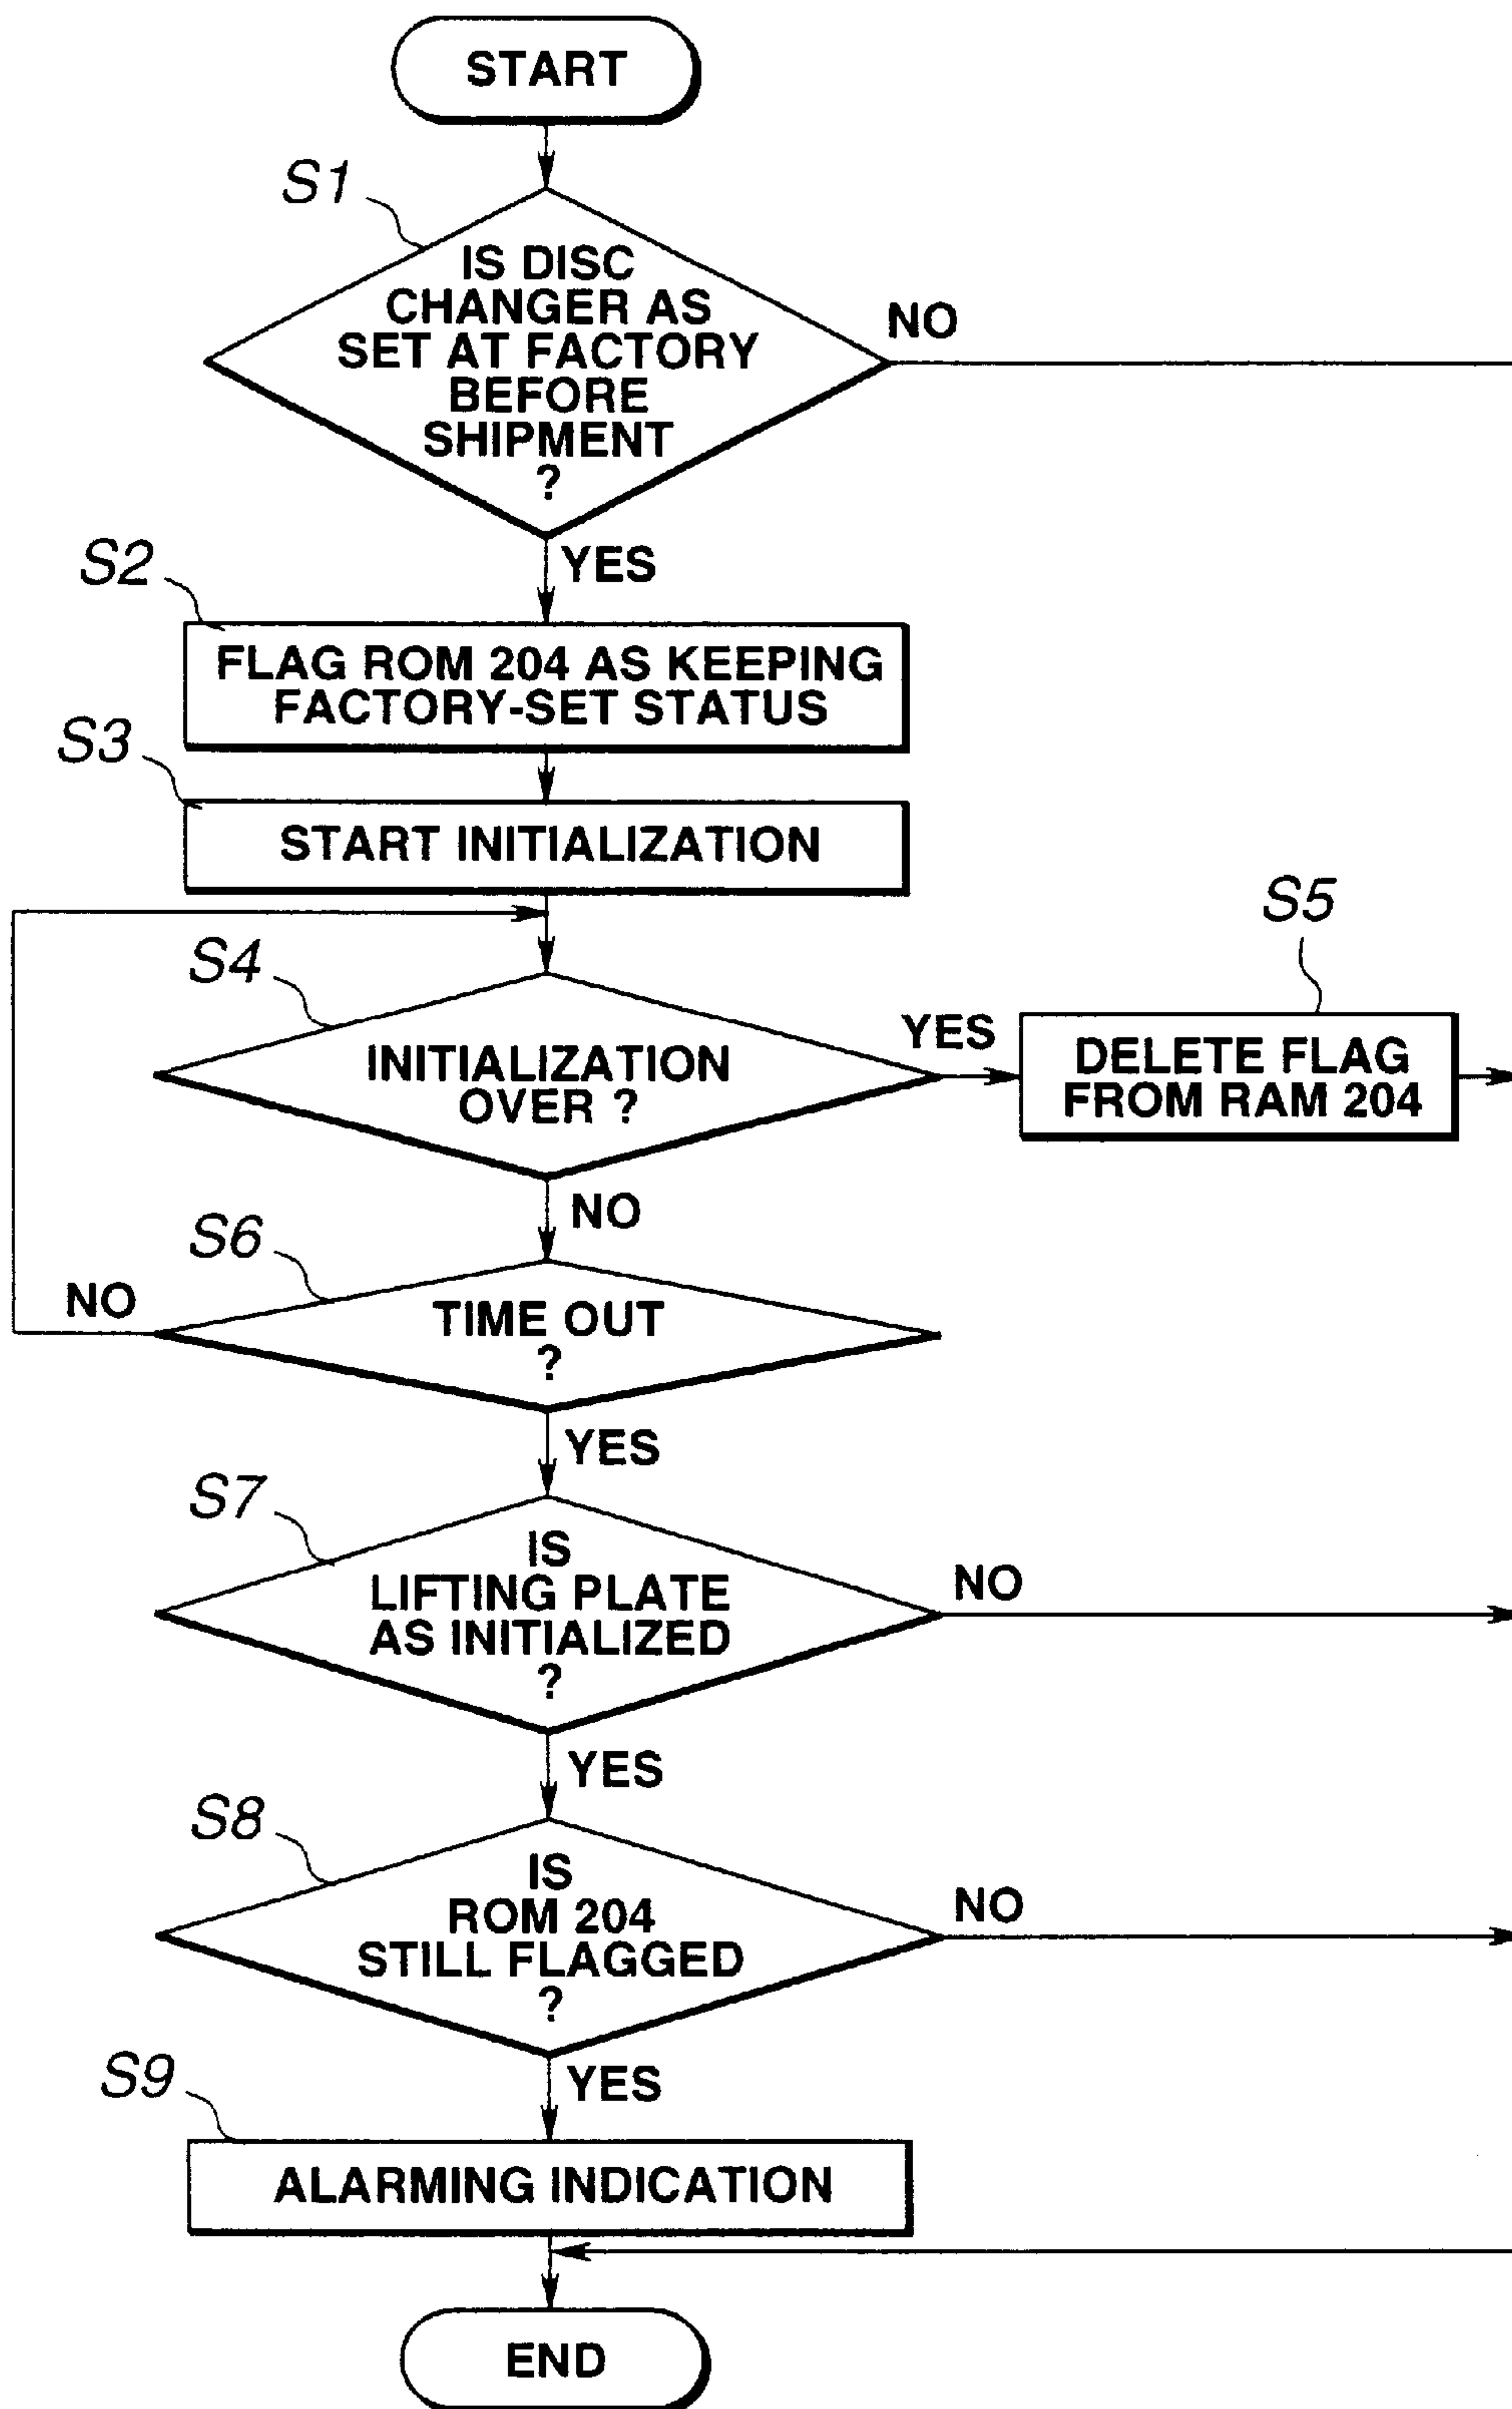 START
S1
IS DISC
CHANGER AS
SET AT FACTORY
BEFORE
SHIPMENT
?
NO
YES
S2
FLAG ROM 204 AS KEEPING
FACTORY-SET STATUS
S3
START INITIALIZATION
S4
INITIALIZATION
OVER ?
YES
S5
DELETE FLAG
FROM RAM 204
NO
S6
TIME OUT
?
NO
YES
S7
IS
LIFTING PLATE
AS INITIALIZED
?
NO
YES
S8
IS
ROM 204
STILL FLAGGED
?
NO
YES
S9
ALARMING INDICATION
END